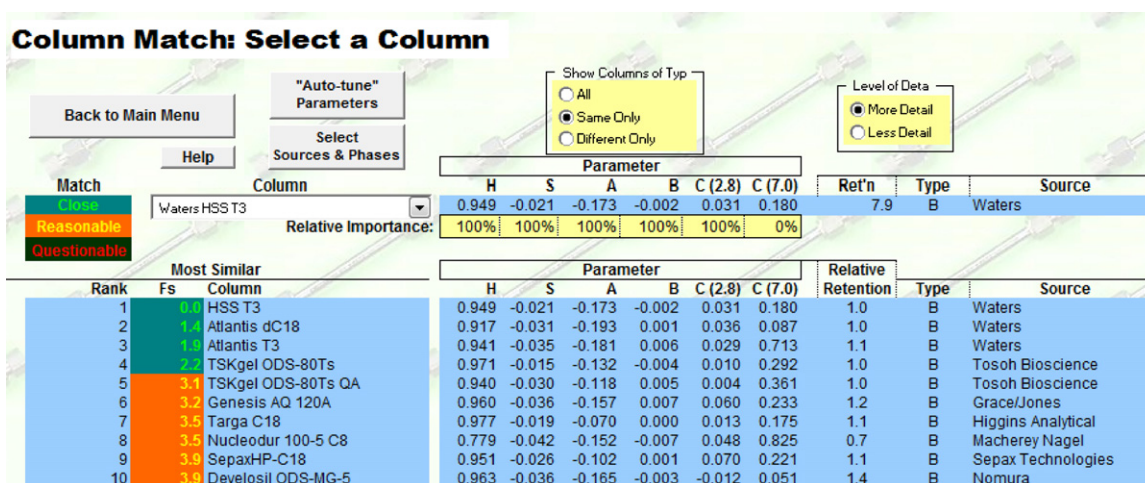 Column Match: Select a Column
Back to Main Menu
"Auto-tune"
Parameters
Help
Select
Sources & Phases
Show Columns of Typ
All
Same Only
Different Only
Level of Deta
More Detail
Less Detail
Parameter
Match Column H S A B C (2.8) C (7.0) Ret'n Type Source
Close Waters HSS T3 0.949 -0.021 -0.173 -0.002 0.031 0.180 7.9 B Waters
Reasonable Relative Importance: 100% 100% 100% 100% 100% 0%
Questionable
Most Similar Parameter Relative
Rank Fs Column H S A B C (2.8) C (7.0) Retention Type Source
1 0.0 HSS T3 0.949 -0.021 -0.173 -0.002 0.031 0.180 1.0 B Waters
2 1.4 Atlantis dC18 0.917 -0.031 -0.193 0.001 0.036 0.087 1.0 B Waters
3 1.9 Atlantis T3 0.941 -0.035 -0.181 0.006 0.029 0.713 1.1 B Waters
4 2.2 TSKgel ODS-80Ts 0.971 -0.015 -0.132 -0.004 0.010 0.292 1.0 B Tosoh Bioscience
5 3.1 TSKgel ODS-80Ts QA 0.940 -0.030 -0.118 0.005 0.004 0.361 1.0 B Tosoh Bioscience
6 3.2 Genesis AQ 120A 0.960 -0.036 -0.157 0.007 0.060 0.233 1.2 B Grace/Jones
7 3.5 Targa C18 0.977 -0.019 -0.070 0.000 0.013 0.175 1.1 B Higgins Analytical
8 3.5 Nucleodur 100-5 C8 0.779 -0.042 -0.152 -0.007 0.048 0.825 0.7 B Macherey Nagel
9 3.9 SepaxHP-C18 0.951 -0.026 -0.102 0.001 0.070 0.221 1.1 B Sepax Technologies
10 3.9 Develosil ODS-MG-5 0.963 -0.036 -0.165 -0.003 -0.012 0.051 1.4 B Nomura